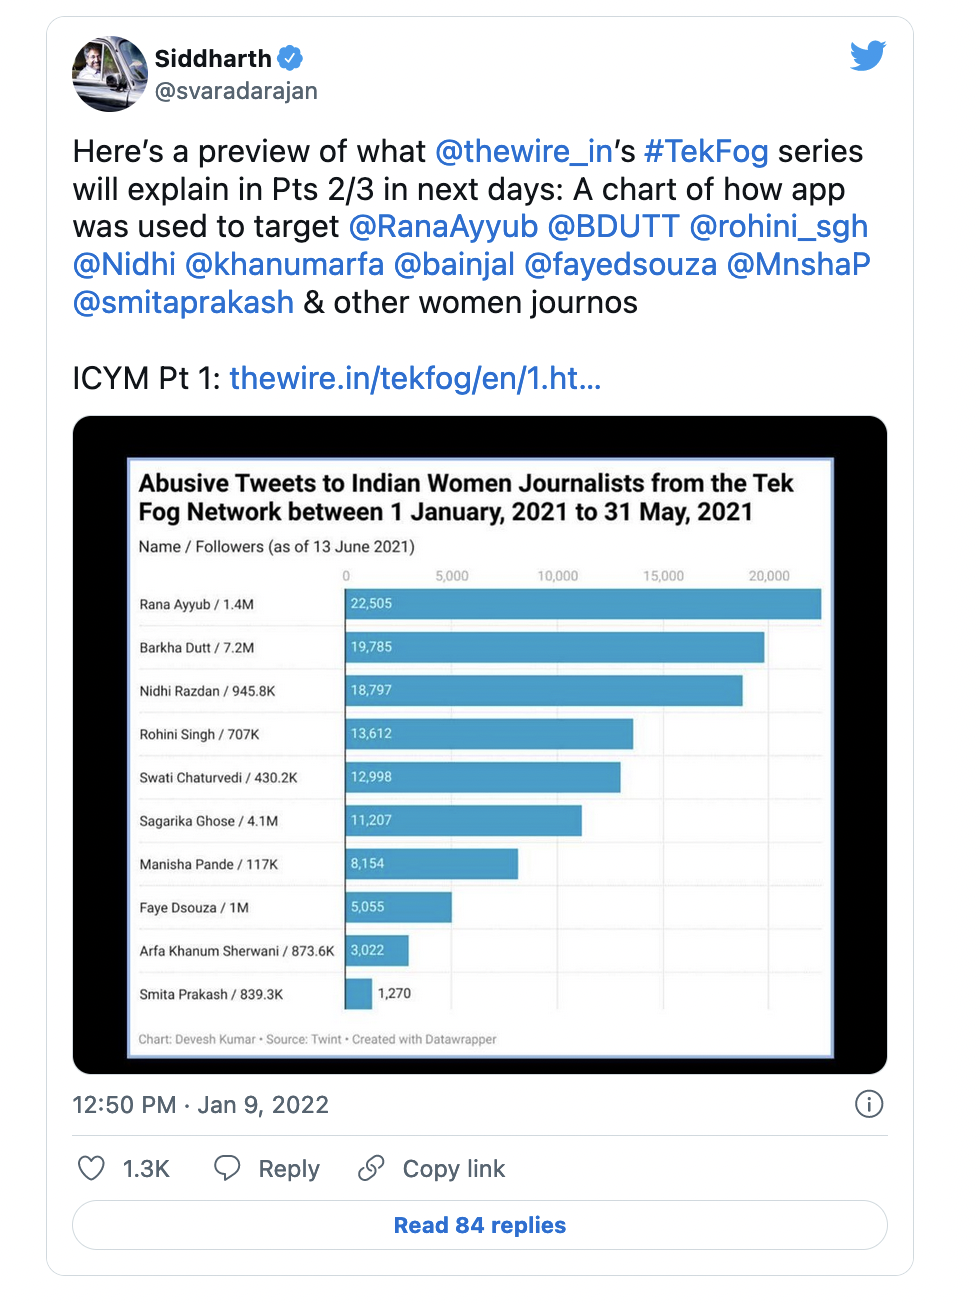 Siddharth
@svaradarajan
Here’s a preview of what @thewire_in’s #TekFog series
will explain in Pts 2/3 in next days: A chart of how app
was used to target @RanaAyyub @BDUTT @rohini_sgh
@Nidhi @khanumarfa @bainjal @fayedsouza @MnshaP
@smitaprakash & other women journos
ICYM Pt 1: thewire.in/tekfog/en/1.ht…
Abusive Tweets to Indian Women Journalists from the Tek
Fog Network between 1 January, 2021 to 31 May, 2021
Name / Followers (as of 13 June 2021)
0 5,000 10,000 15,000 20,000
Rana Ayyub / 1.4M 22,505
Barkha Dutt / 7.2M 19,785
Nidhi Razdan / 945.8K 18,797
Rohini Singh / 707K 13,612
Swati Chaturvedi / 430.2K 12,998
Sagarika Ghose / 4.1M 11,207
Manisha Pande / 117K 8,154
Faye Dsouza / 1M 5,055
Arfa Khanum Sherwani / 873.6K 3,022
Smita Prakash / 839.3K 1,270
Chart: Devesh Kumar • Source: Twint • Created with Datawrapper
12:50 PM · Jan 9, 2022
1.3K Reply Copy link
Read 84 replies